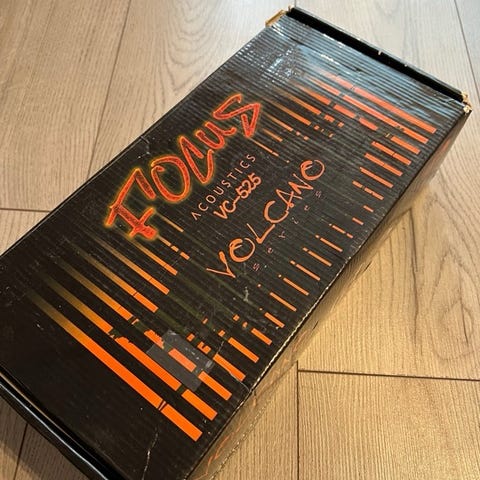 FOCUS
ACOUSTICS
VC-525
VOLCANO
series